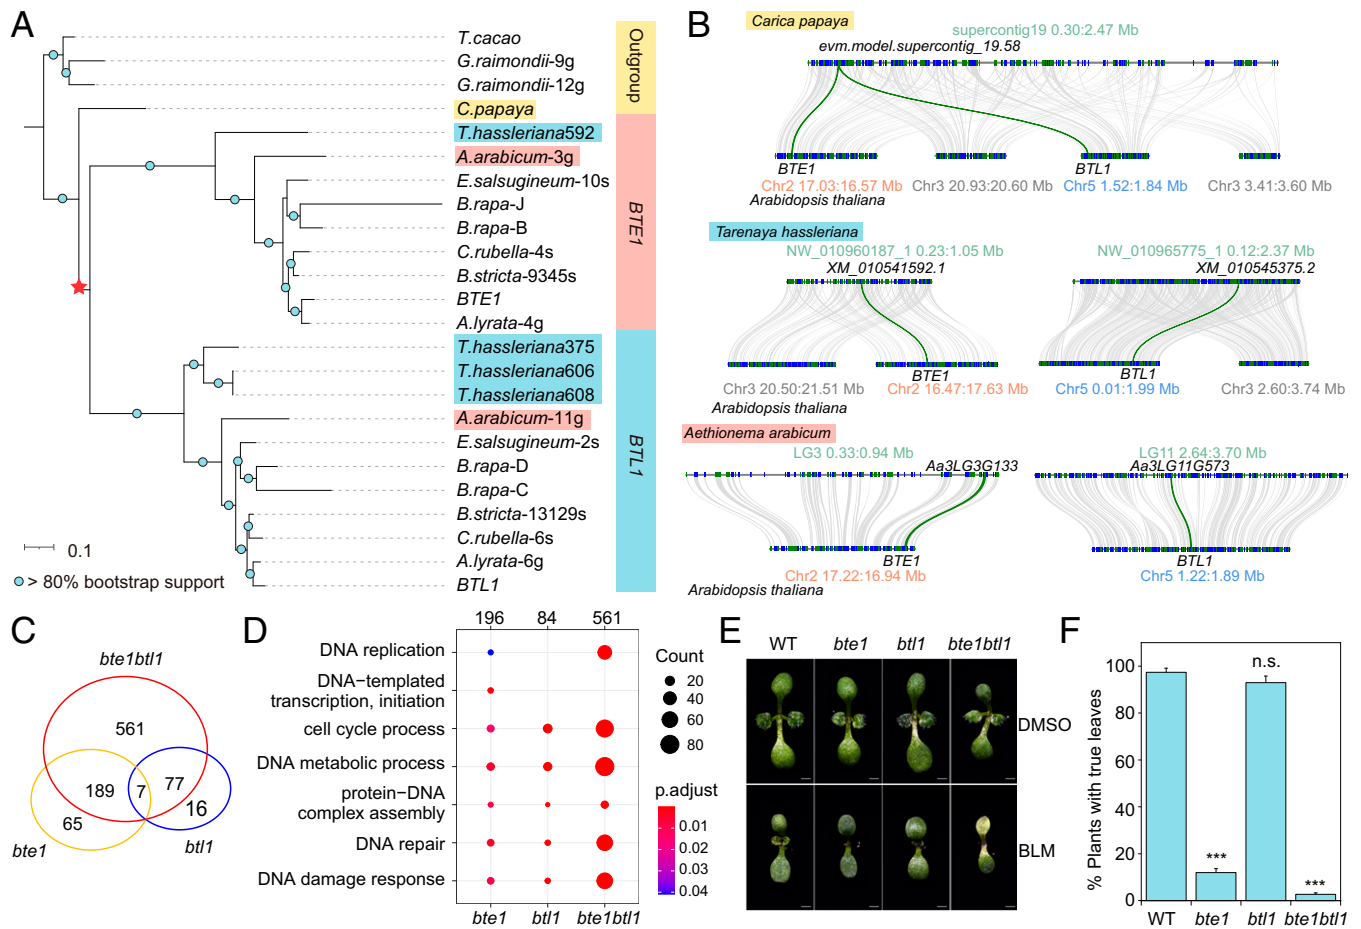 A
T.cacao
G.raimondii-9g
G.raimondii-12g
C.papaya
T.hassleriana592
A.arabicum-3g
E.salsugineum-10s
B.rapa-J
B.rapa-B
C.rubella-4s
B.stricta-9345s
BTE1
A.lyrata-4g
T.hassleriana375
T.hassleriana606
T.hassleriana608
A.arabicum-11g
E.salsugineum-2s
B.rapa-D
B.rapa-C
B.stricta-13129s
C.rubella-6s
A.lyrata-6g
BTL1
Outgroup
BTE1
BTL1
0.1
> 80% bootstrap support
B
Carica papaya
supercontig19 0.30:2.47 Mb
evm.model.supercontig_19.58
BTE1
BTL1
Chr2 17.03:16.57 Mb
Chr3 20.93:20.60 Mb
Chr5 1.52:1.84 Mb
Chr3 3.41:3.60 Mb
Arabidopsis thaliana
Tarenaya hassleriana
NW_010960187_1 0.23:1.05 Mb
NW_010965775_1 0.12:2.37 Mb
XM_010541592.1
XM_010545375.2
BTE1
BTL1
Chr3 20.50:21.51 Mb
Chr2 16.47:17.63 Mb
Chr5 0.01:1.99 Mb
Chr3 2.60:3.74 Mb
Arabidopsis thaliana
Aethionema arabicum
LG3 0.33:0.94 Mb
LG11 2.64:3.70 Mb
Aa3LG3G133
Aa3LG11G573
BTE1
BTL1
Chr2 17.22:16.94 Mb
Chr5 1.22:1.89 Mb
Arabidopsis thaliana
C
bte1btl1
561
189
7
77
65
16
bte1
btl1
D
196
84
561
DNA replication
DNA−templated
transcription, initiation
cell cycle process
DNA metabolic process
protein−DNA
complex assembly
DNA repair
DNA damage response
bte1
btl1
bte1btl1
Count
20
40
60
80
p.adjust
0.01
0.02
0.03
0.04
E
WT
bte1
btl1
bte1btl1
DMSO
BLM
F
% Plants with true leaves
100
80
60
40
20
0
***
n.s.
***
WT
bte1
btl1
bte1btl1